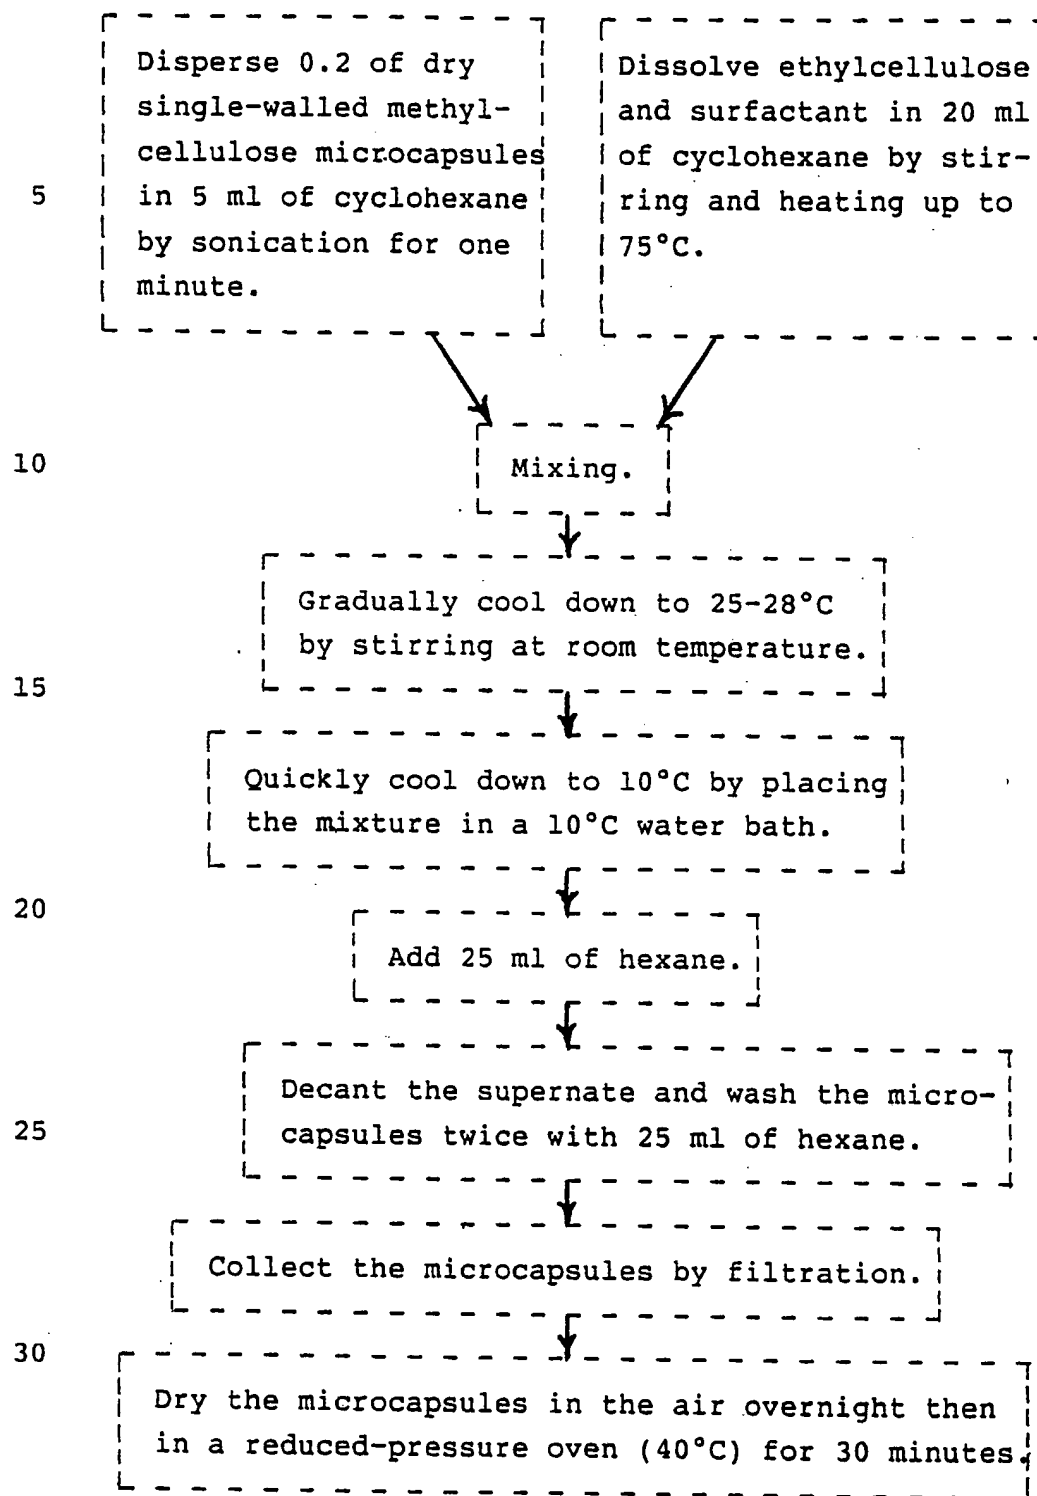 Disperse 0.2 of dry
single-walled methyl-
cellulose microcapsules
in 5 ml of cyclohexane
by sonication for one
minute.
Dissolve ethylcellulose
and surfactant in 20 ml
of cyclohexane by stir-
ring and heating up to
75°C.
5
10
Mixing.
Gradually cool down to 25-28°C
by stirring at room temperature.
15
Quickly cool down to 10°C by placing
the mixture in a 10°C water bath.
20
Add 25 ml of hexane.
Decant the supernate and wash the micro-
25
capsules twice with 25 ml of hexane.
Collect the microcapsules by filtration.
30
Dry the microcapsules in the air overnight then
in a reduced-pressure oven (40°C) for 30 minutes.